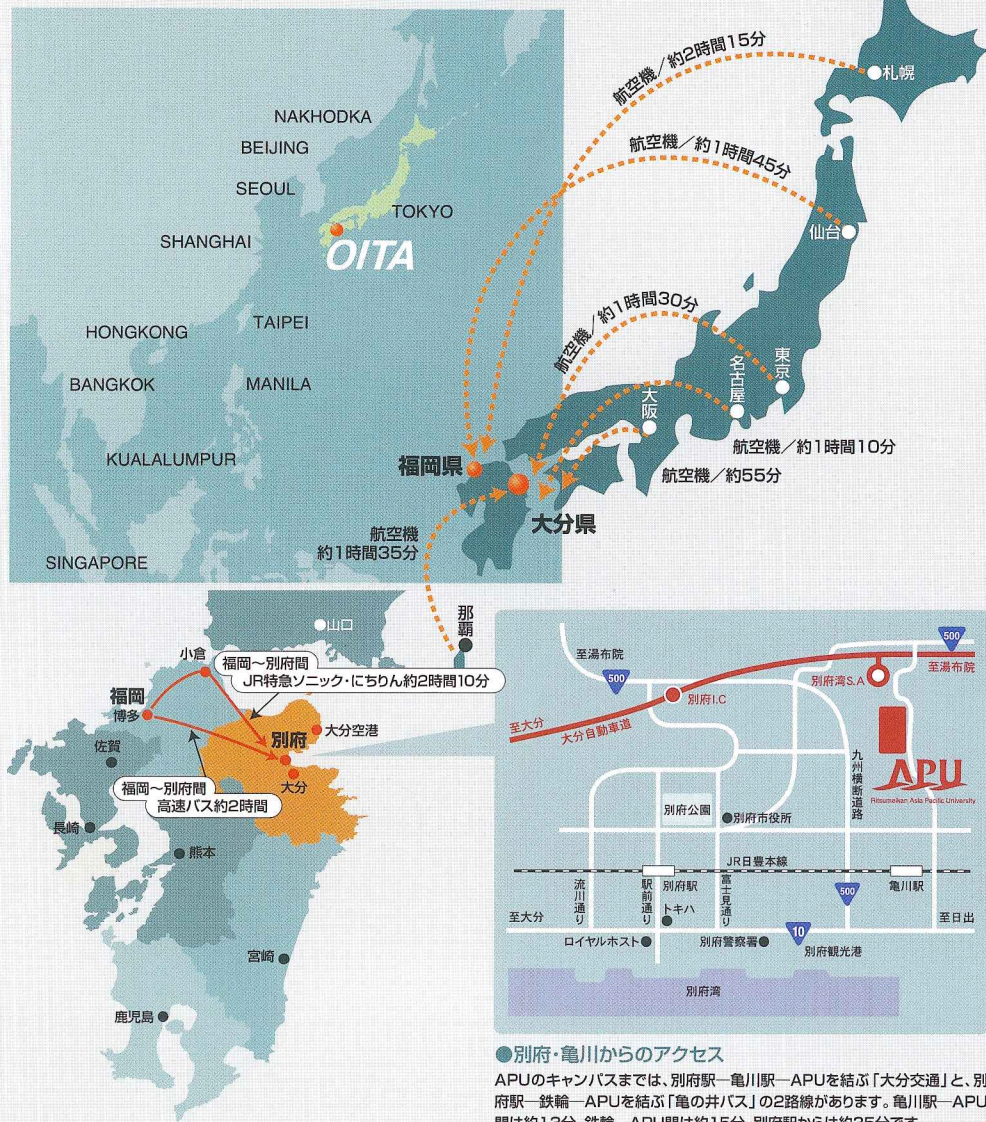 NAKHODKA
BEIJING
SEOUL
TOKYO
SHANGHAI
OITA
HONGKONG
TAIPEI
BANGKOK
MANILA
KUALALUMPUR
SINGAPORE
航空機／約2時間15分
札幌
航空機／約1時間45分
仙台
航空機／約1時間30分
東京
名古屋
大阪
航空機／約1時間10分
航空機／約55分
福岡県
大分県
航空機
約1時間35分
那覇
山口
小倉
福岡〜別府間
JR特急ソニック・にちりん約2時間10分
福岡
博多
佐賀
別府
大分空港
大分
福岡〜別府間
高速バス約2時間
長崎
熊本
宮崎
鹿児島
至湯布院
500
500
至湯布院
別府湾S.A
別府I.C
至大分
大分自動車道
九州横断道路
APU
Ritsumeikan Asia Pacific University
別府公園
別府市役所
JR日豊本線
流川通り
駅前通り
別府駅
富士見通り
500
亀川駅
トキハ
至大分
至日出
ロイヤルホスト
別府警察署
10
別府観光港
別府湾
●別府・亀川からのアクセス
APUのキャンパスまでは、別府駅―亀川駅―APUを結ぶ「大分交通」と、別
府駅―鉄輪―APUを結ぶ「亀の井バス」の2路線があります。亀川駅―APU